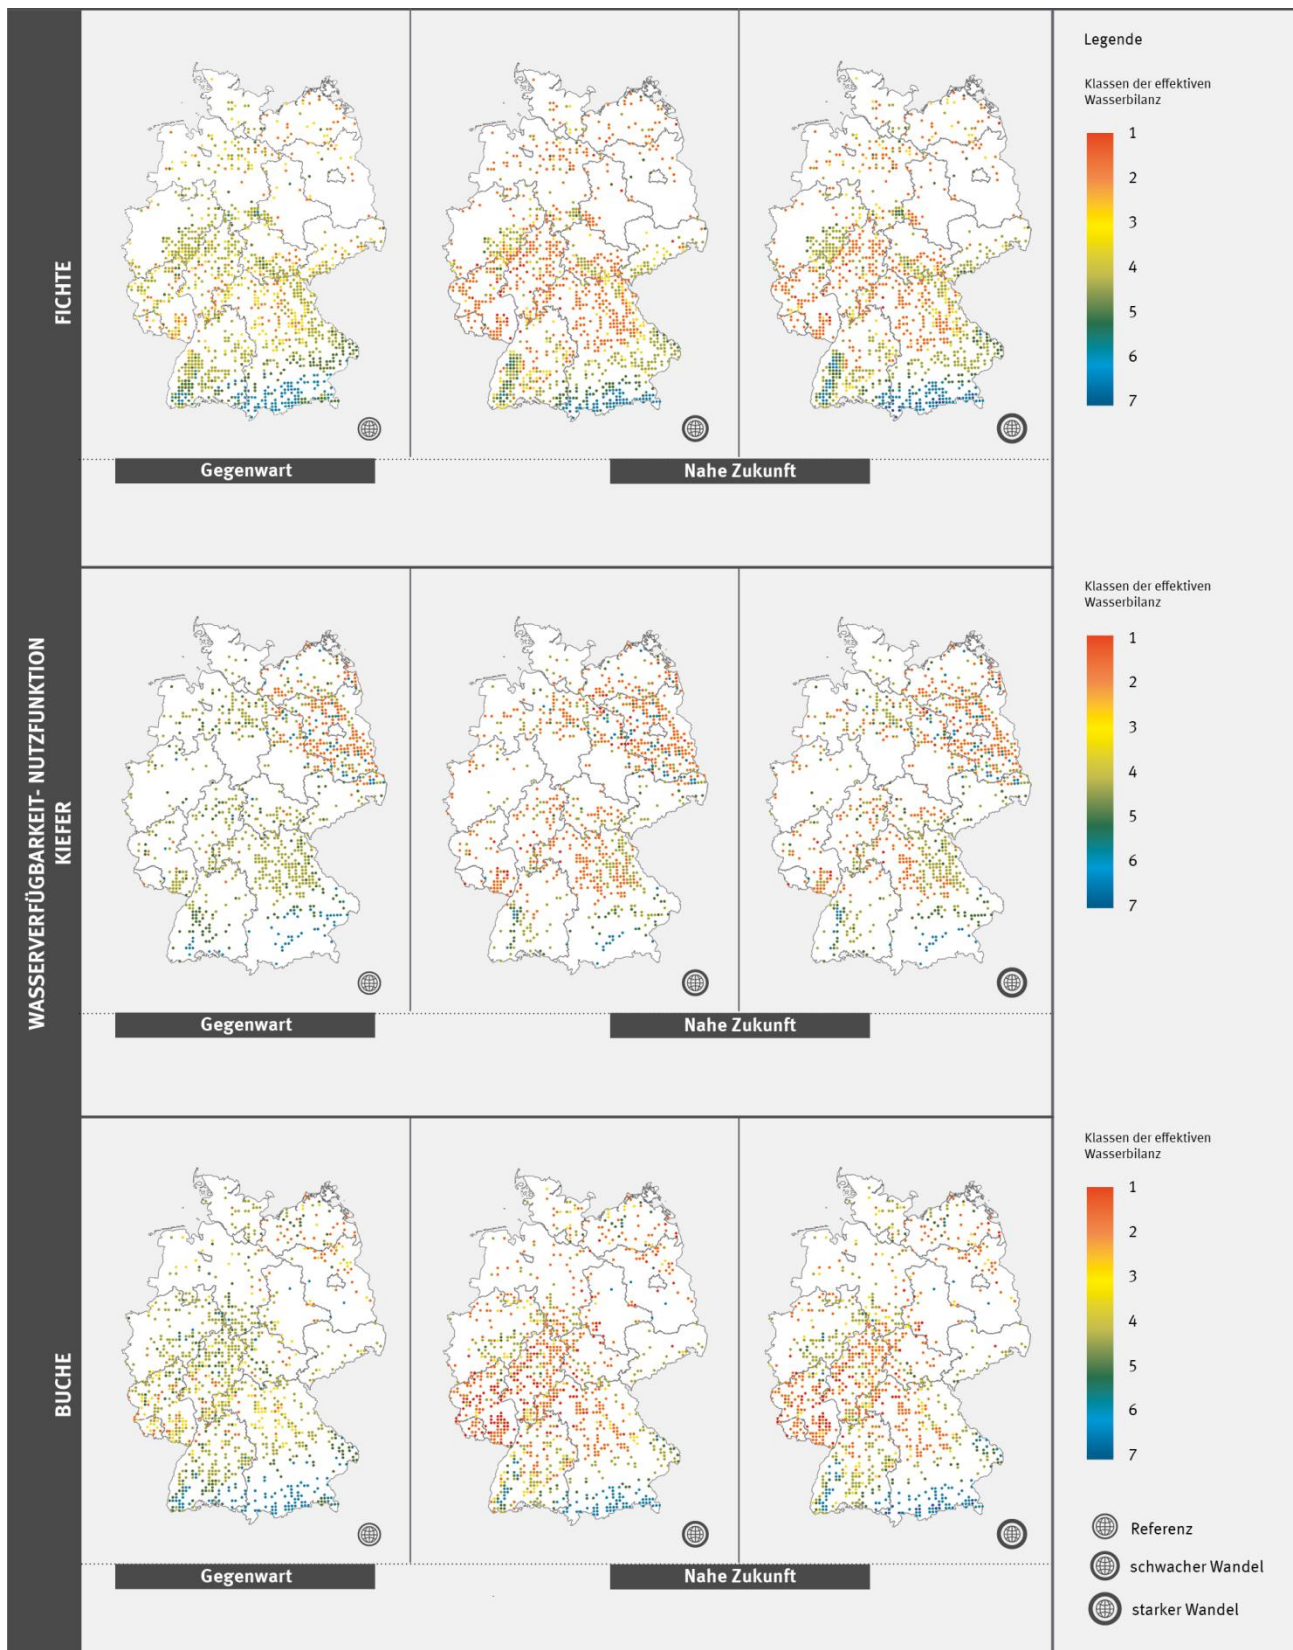 WASSERVERFÜGBARKEIT- NUTZFUNKTION
FICHTE
Gegenwart
Nahe Zukunft
Legende
Klassen der effektiven
Wasserbilanz
1
2
3
4
5
6
7
KIEFER
Gegenwart
Nahe Zukunft
Klassen der effektiven
Wasserbilanz
1
2
3
4
5
6
7
BUCHE
Gegenwart
Nahe Zukunft
Klassen der effektiven
Wasserbilanz
1
2
3
4
5
6
7
Referenz
schwacher Wandel
starker Wandel